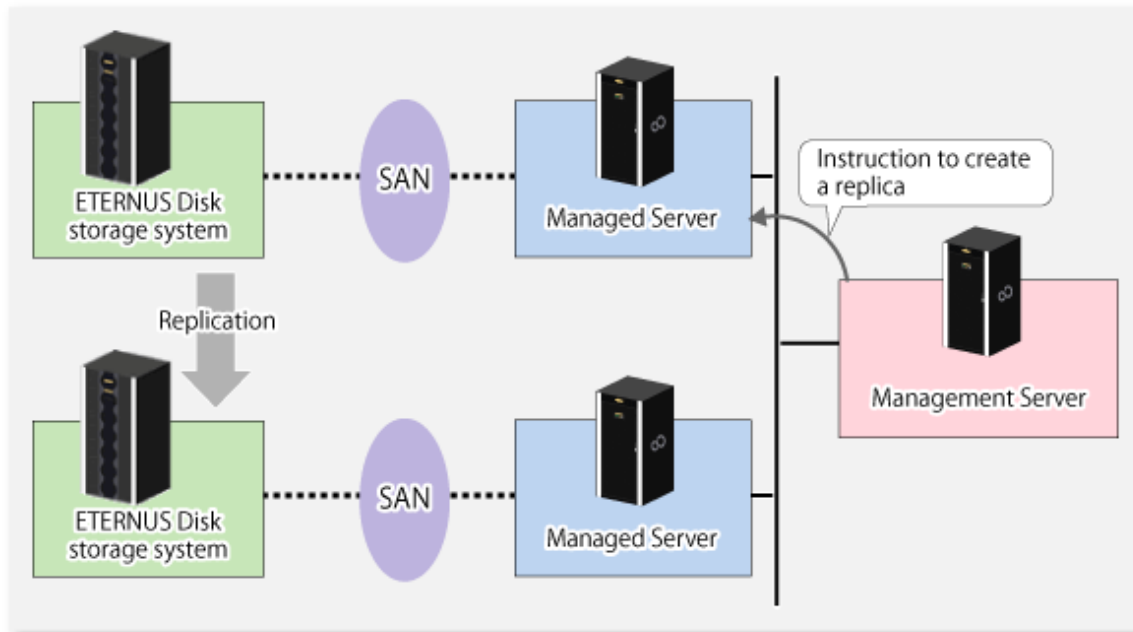 ETERNUS Disk
storage system
SAN
Managed Server
Instruction to create
a replica
Replication
Management Server
ETERNUS Disk
storage system
SAN
Managed Server